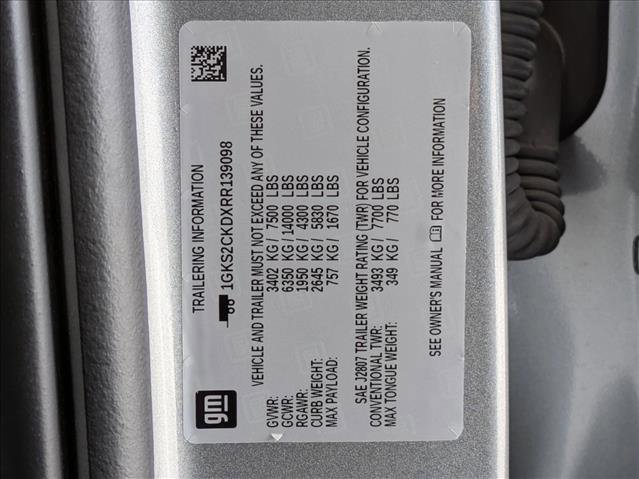 gm
TRAILERING INFORMATION
1GKS2CKDXRR139098
VEHICLE AND TRAILER MUST NOT EXCEED ANY OF THESE VALUES.
GVWR: 3402 KG / 7500 LBS
GCWR: 6350 KG / 14000 LBS
RGAWR: 1950 KG / 4300 LBS
CURB WEIGHT: 2645 KG / 5830 LBS
MAX PAYLOAD: 757 KG / 1670 LBS
SAE J2807 TRAILER WEIGHT RATING (TWR) FOR VEHICLE CONFIGURATION.
CONVENTIONAL TWR: 3493 KG / 7700 LBS
MAX TONGUE WEIGHT: 349 KG / 770 LBS
SEE OWNER'S MANUAL FOR MORE INFORMATION